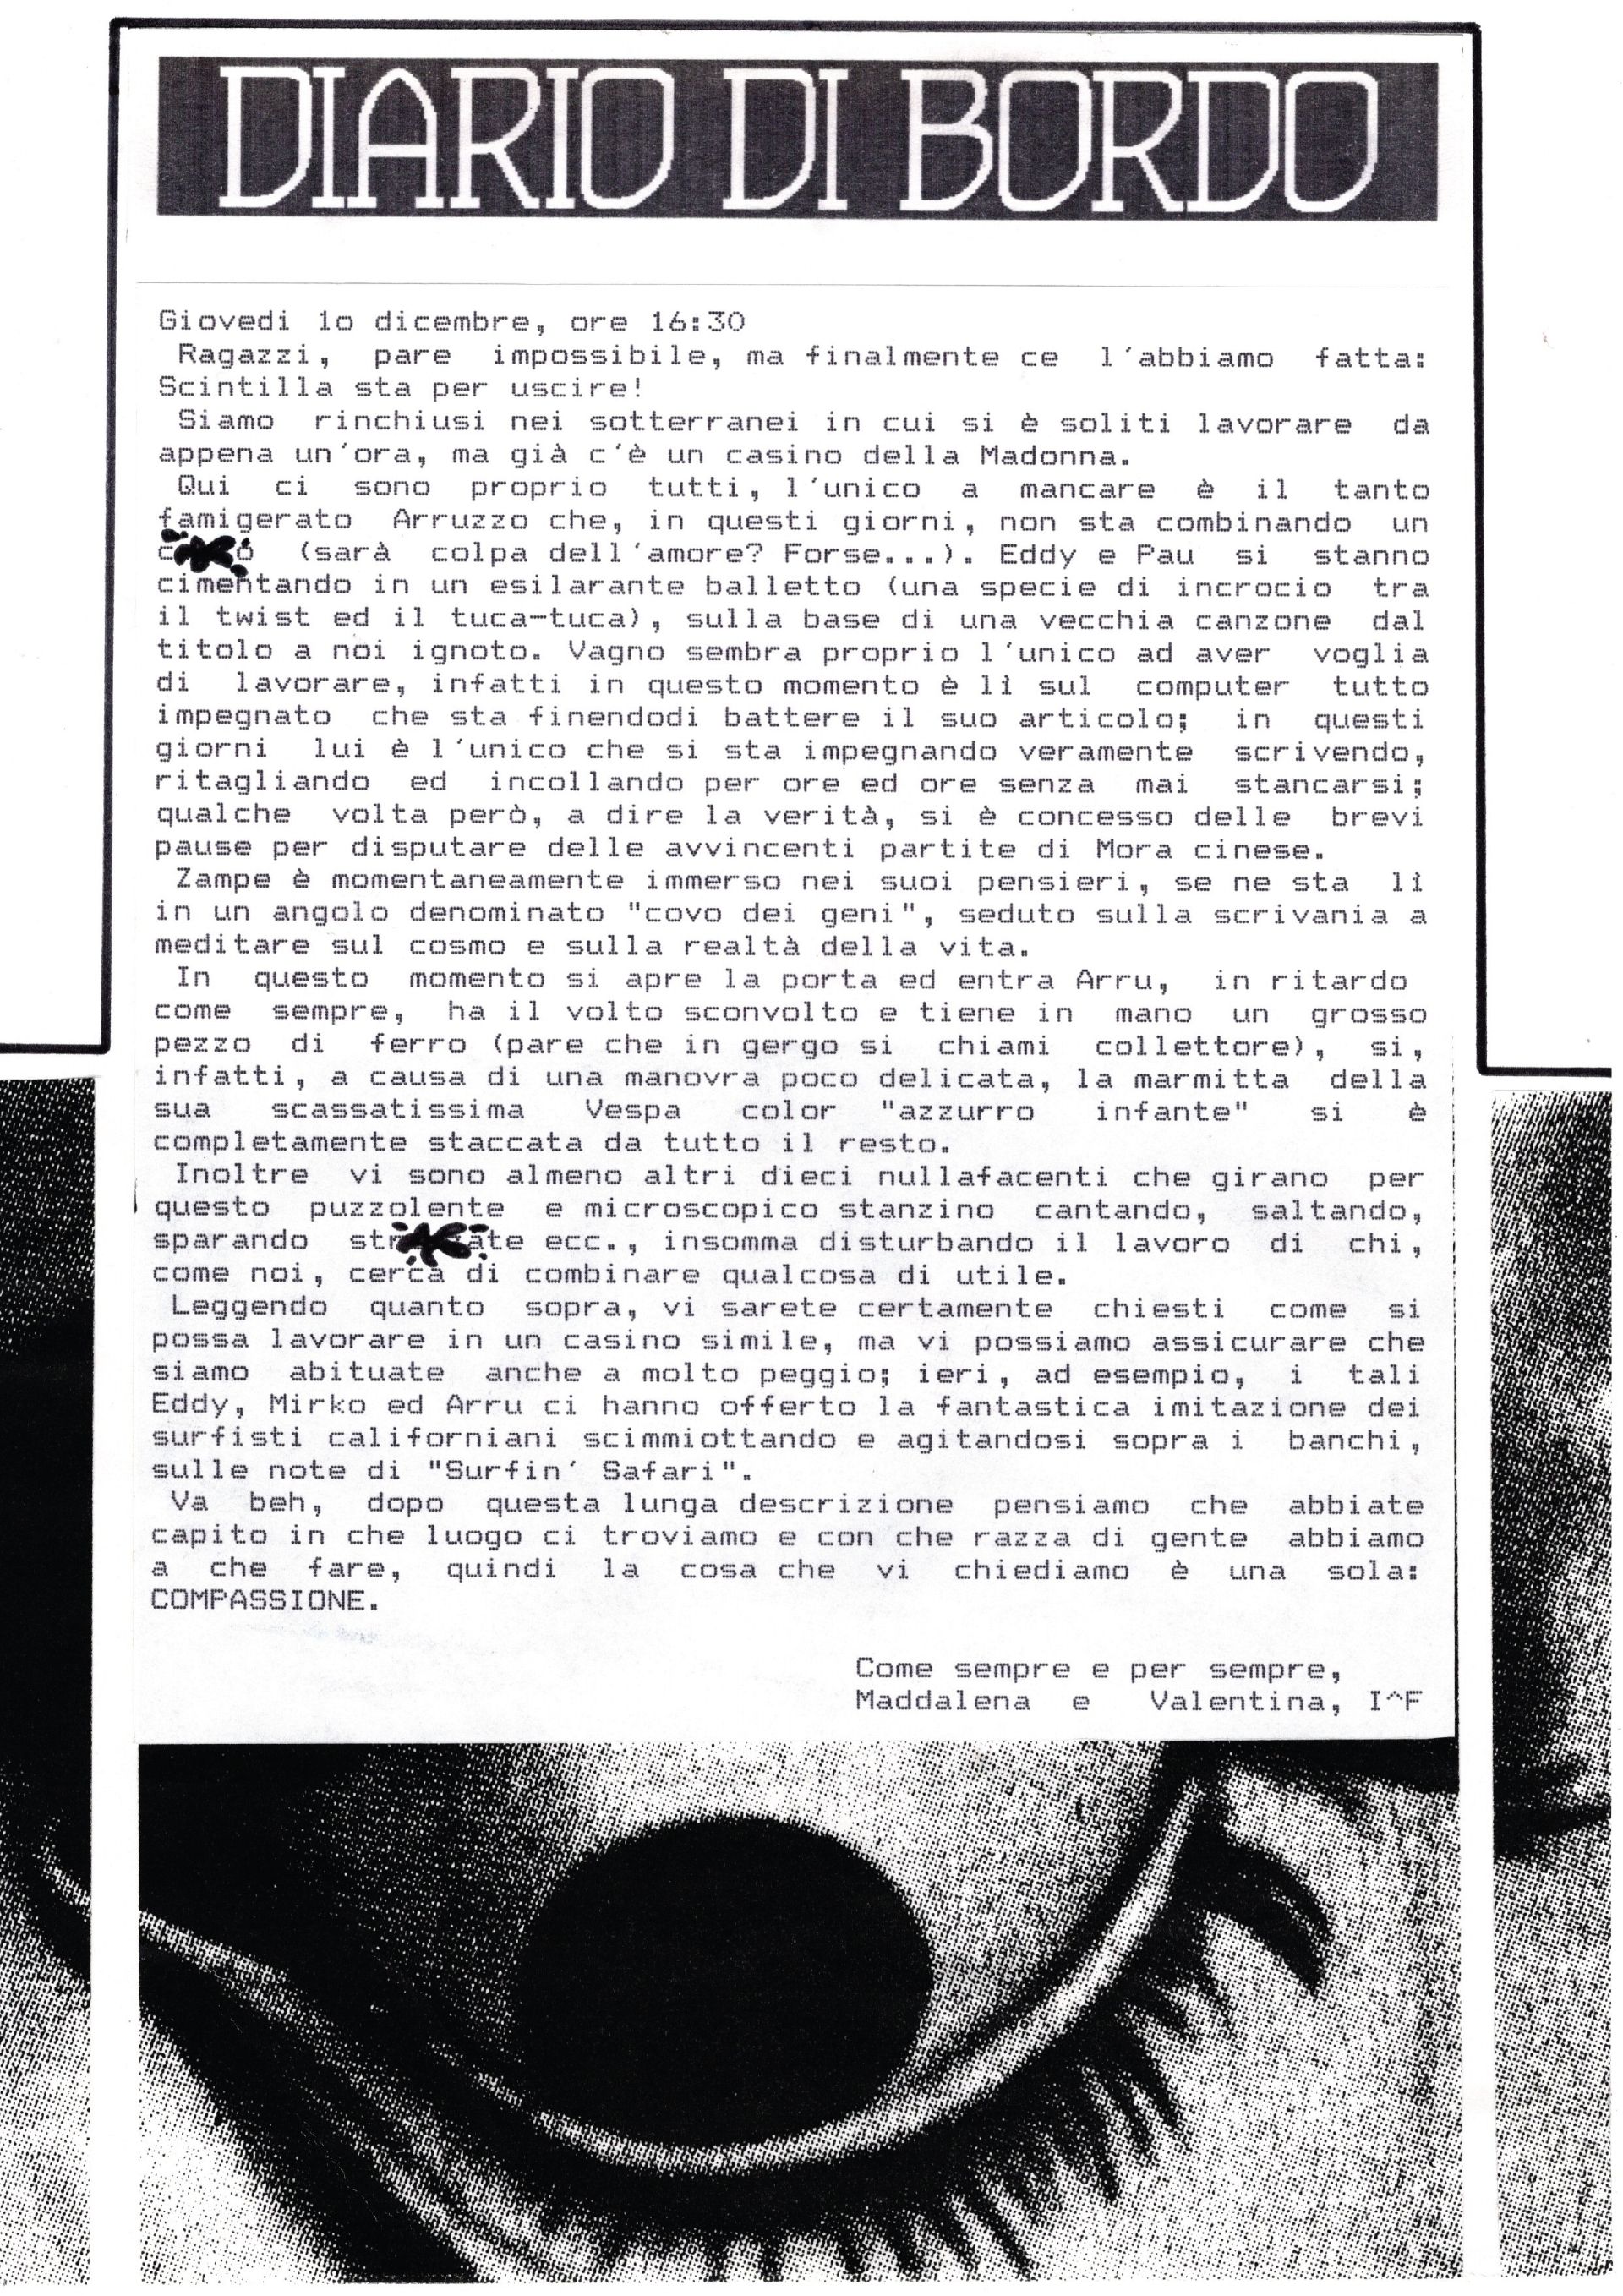 DIARIO DI BORDO
Giovedi 1o dicembre, ore 16:30
Ragazzi, pare impossibile, ma finalmente ce l'abbiamo fatta:
Scintilla sta per uscire!
Siamo rinchiusi nei sotterranei in cui si è soliti lavorare da
appena un'ora, ma già c'è un casino della Madonna.
Qui ci sono proprio tutti, l'unico a mancare è il tanto
famigerato Arruzzo che, in questi giorni, non sta combinando un
(sarà colpa dell'amore? Forse...). Eddy e Pau si stanno
cimentando in un esilarante balletto (una specie di incrocio tra
il twist ed il tuca-tuca), sulla base di una vecchia canzone dal
titolo a noi ignoto. Vagno sembra proprio l'unico ad aver voglia
di lavorare, infatti in questo momento è lì sul computer tutto
impegnato che sta finendodi battere il suo articolo; in questi
giorni lui è l'unico che si sta impegnando veramente scrivendo,
ritagliando ed incollando per ore ed ore senza mai stancarsi;
qualche volta però, a dire la verità, si è concesso delle brevi
pause per disputare delle avvincenti partite di Mora cinese.
Zampe è momentaneamente immerso nei suoi pensieri, se ne sta lì
in un angolo denominato "covo dei geni", seduto sulla scrivania a
meditare sul cosmo e sulla realtà della vita.
In questo momento si apre la porta ed entra Arru, in ritardo
come sempre, ha il volto sconvolto e tiene in mano un grosso
pezzo di ferro (pare che in gergo si chiami collettore), si,
infatti, a causa di una manovra poco delicata, la marmitta della
sua scassatissima Vespa color "azzurro infante" si è
completamente staccata da tutto il resto.
Inoltre vi sono almeno altri dieci nullafacenti che girano per
questo puzzolente e microscopico stanzino cantando, saltando,
sparando ecc., insomma disturbando il lavoro di chi,
come noi, cerca di combinare qualcosa di utile.
Leggendo quanto sopra, vi sarete certamente chiesti come si
possa lavorare in un casino simile, ma vi possiamo assicurare che
siamo abituate anche a molto peggio; ieri, ad esempio, i tali
Eddy, Mirko ed Arru ci hanno offerto la fantastica imitazione dei
surfisti californiani scimmiottando e agitandosi sopra i banchi,
sulle note di "Surfin' Safari".
Va beh, dopo questa lunga descrizione pensiamo che abbiate
capito in che luogo ci troviamo e con che razza di gente abbiamo
a che fare, quindi la cosa che vi chiediamo è una sola:
COMPASSIONE.
Come sempre e per sempre,
Maddalena e Valentina, I^F